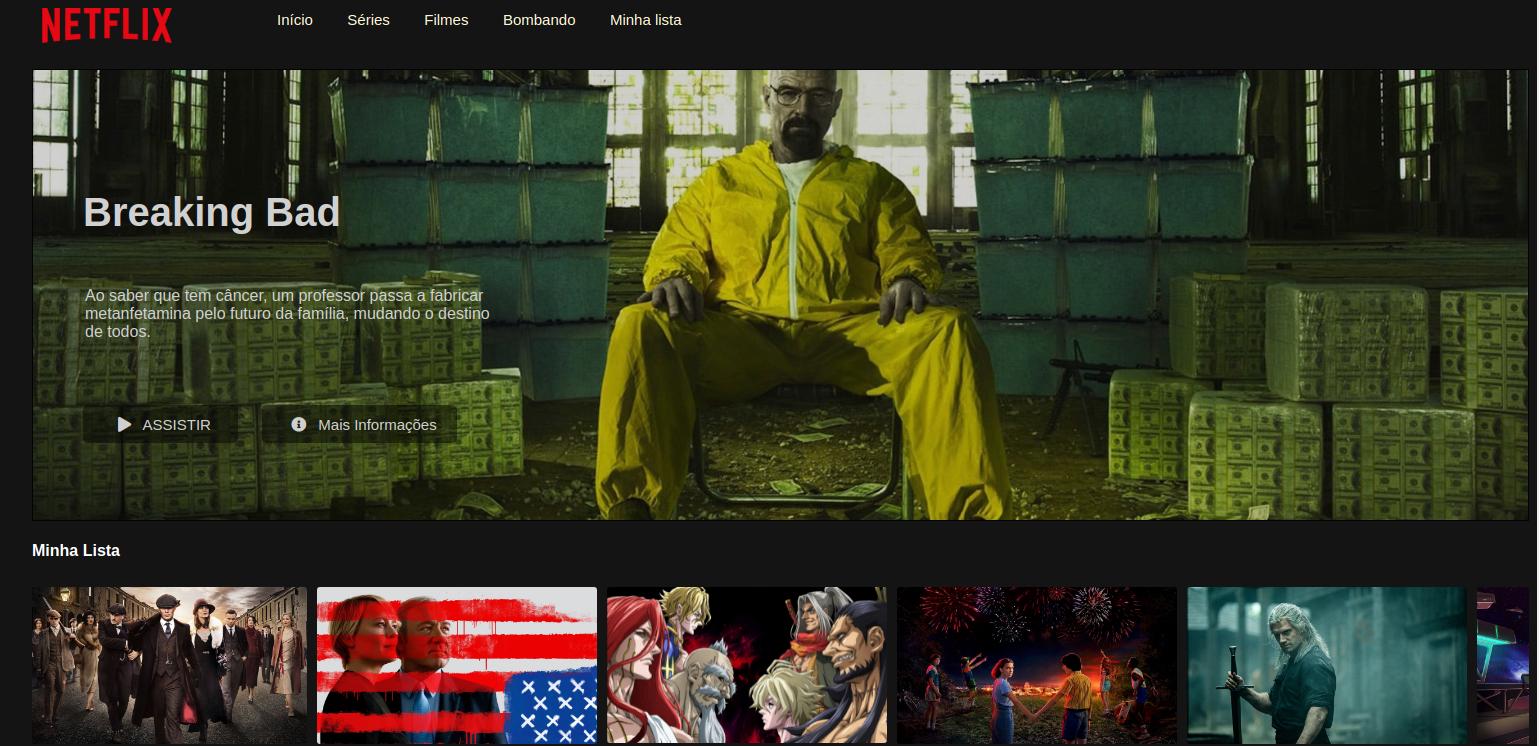 NETFLIX
Início Séries Filmes Bombando Minha lista
Breaking Bad
Ao saber que tem câncer, um professor passa a fabricar
metanfetamina pelo futuro da família, mudando o destino
de todos.
ASSISTIR Mais Informações
Minha Lista